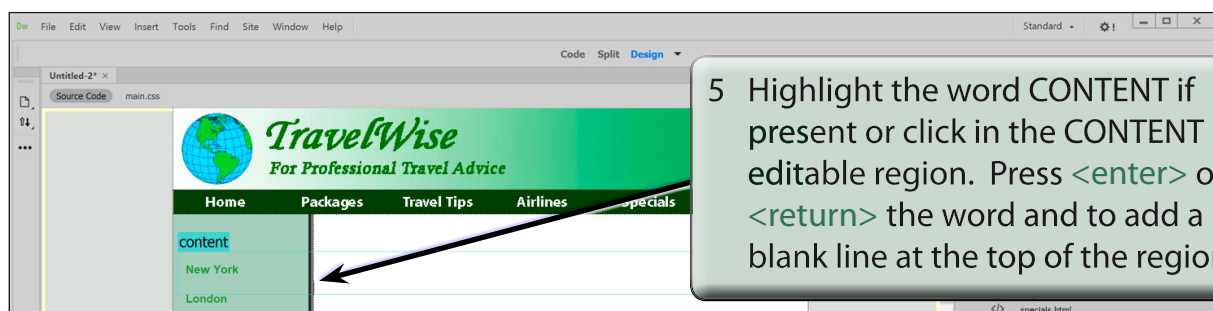 Dw File Edit View Insert Tools Find Site Window Help Standard
Code Split Design
Untitled-2* ×
Source Code main.css
TravelWise
For Professional Travel Advice
Home Packages Travel Tips Airlines Specials
content
New York
London
5 Highlight the word CONTENT if
present or click in the CONTENT
editable region. Press <enter> o
<return> the word and to add a
blank line at the top of the regio
specials.html